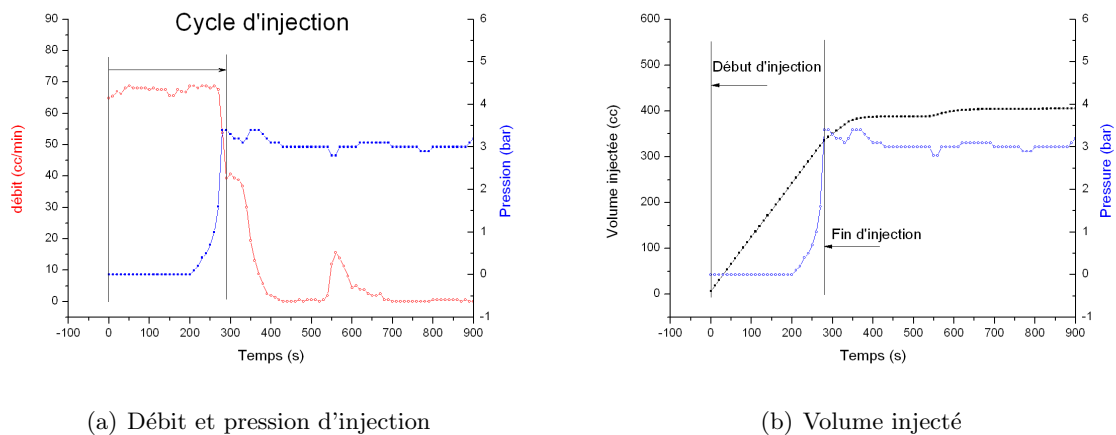 Cycle d'injection
90
80
70
60
50
40
30
20
10
0
débit (cc/min)
6
5
4
3
2
1
0
-1
Pression (bar)
-100 0 100 200 300 400 500 600 700 800 900
Temps (s)
(a) Débit et pression d'injection
600
500
400
300
200
100
0
Volume injectée (cc)
Début d'injection
Fin d'injection
6
5
4
3
2
1
0
-1
Pressure (bar)
-100 0 100 200 300 400 500 600 700 800 900
Temps (s)
(b) Volume injecté